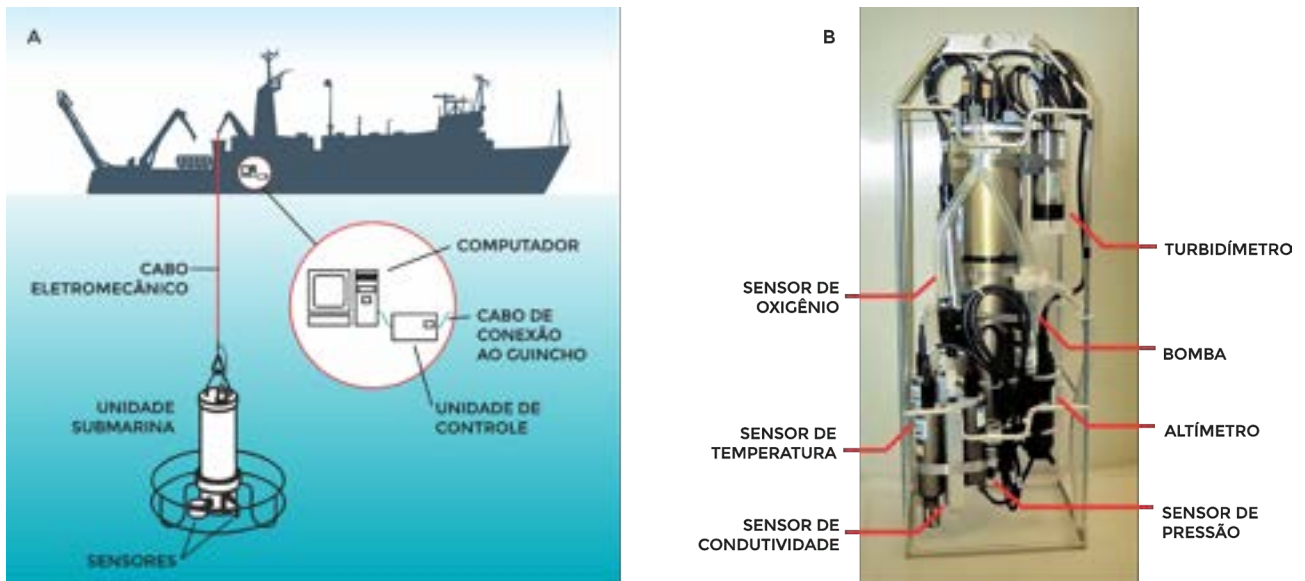 A
COMPUTADOR
CABO
ELETROMECÂNICO
CABO DE
CONEXÃO
AO GUINCHO
UNIDADE
SUBMARINA
UNIDADE DE
CONTROLE
SENSORES
B
TURBIDÍMETRO
SENSOR DE
OXIGÊNIO
BOMBA
ALTÍMETRO
SENSOR DE
TEMPERATURA
SENSOR DE
PRESSÃO
SENSOR DE
CONDUTIVIDADE